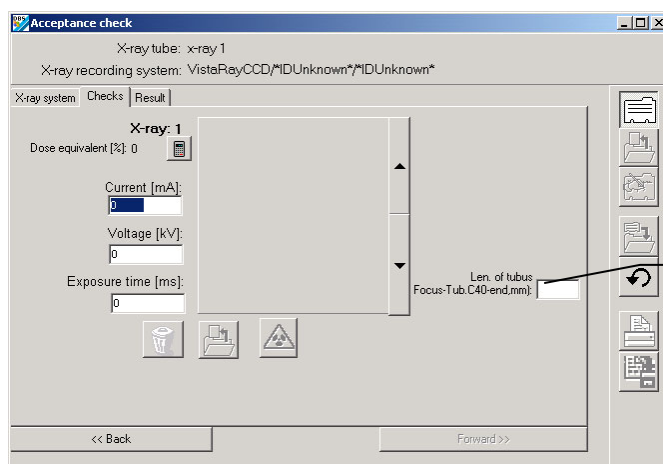 DBS Acceptance check
X-ray tube: x-ray 1
X-ray recording system: VistaRayCCD/*IDUnknown*/*IDUnknown*
X-ray system Checks Result
X-ray: 1
Dose equivalent [%]: 0
Current [mA]:
0
Voltage [kV]:
0
Exposure time [ms]:
0
Len. of tubus
Focus-Tub.C40-end,mm):
<< Back Forward >>